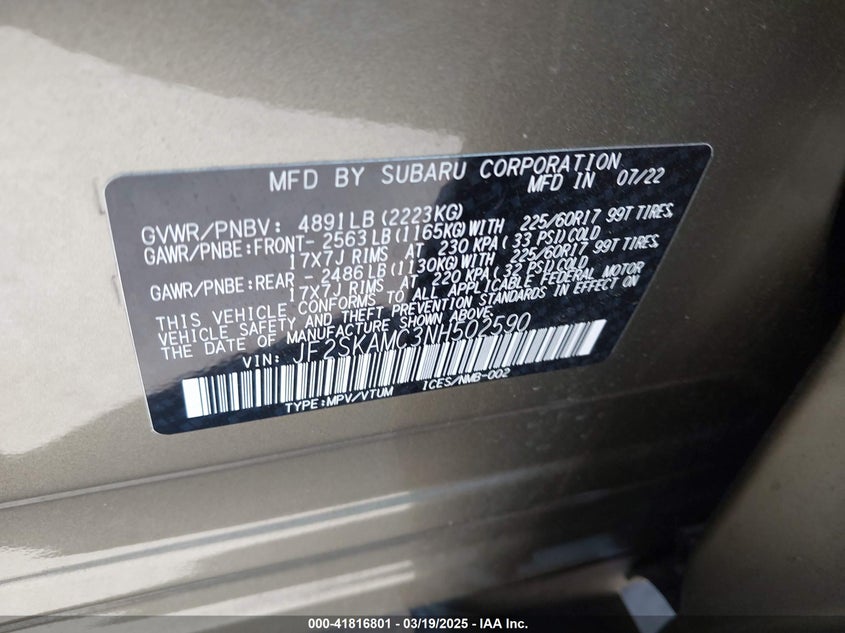 MFD BY SUBARU CORPORATION
MFD IN 07/22
GVWR/PNBV: 4891LB(2223KG)
GAWR/PNBE:FRONT- 2563LB(1165KG)WITH 225/60R17 99T TIRES,
17X7J RIMS AT 230 KPA(33 PSI)COLD
GAWR/PNBE:REAR - 2486LB(1130KG)WITH 225/60R17 99T TIRES,
17X7J RIMS AT 220 KPA(32 PSI)COLD
THIS VEHICLE CONFORMS TO ALL APPLICABLE FEDERAL MOTOR
VEHICLE SAFETY AND THEFT PREVENTION STANDARDS IN EFFECT ON
THE DATE OF MANUFACTURE SHOWN ABOVE.
VIN: JF2SKAMC3NH502590
TYPE:MPV/VTUM ICES/NMB-002
000-41816801 - 03/19/2025 - IAA Inc.